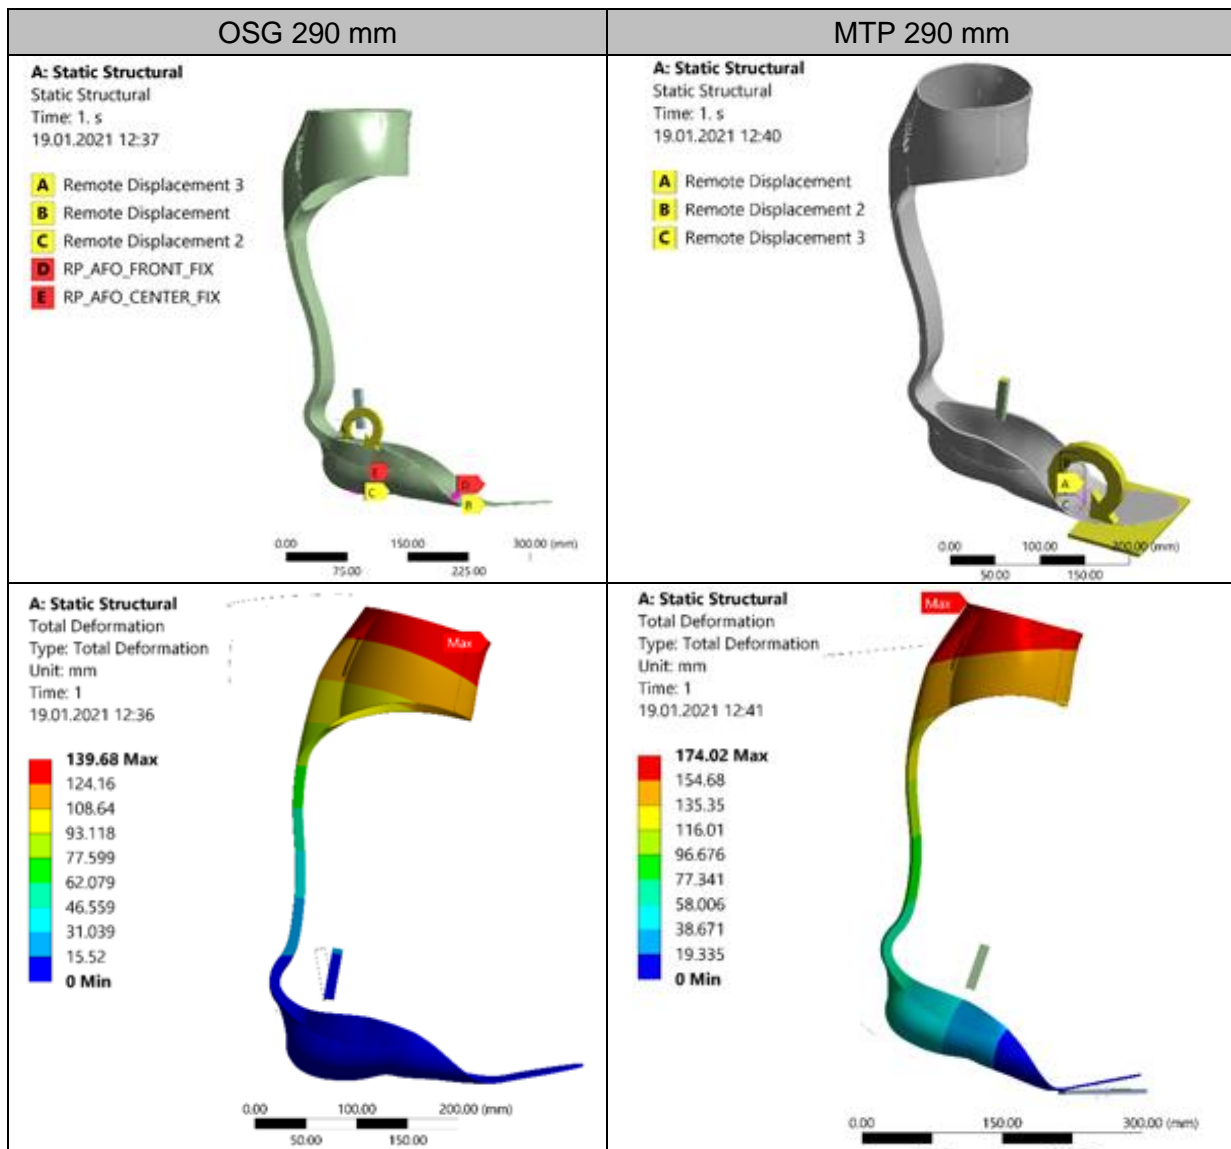 OSG 290 mm
MTP 290 mm
A: Static Structural
Static Structural
Time: 1. s
19.01.2021 12:37
A Remote Displacement 3
B Remote Displacement
C Remote Displacement 2
D RP_AFO_FRONT_FIX
E RP_AFO_CENTER_FIX
E
C
D
B
0.00 150.00 300.00 (mm)
75.00 225.00
A: Static Structural
Static Structural
Time: 1. s
19.01.2021 12:40
A Remote Displacement
B Remote Displacement 2
C Remote Displacement 3
B
A
C
0.00 100.00 200.00 (mm)
50.00 150.00
A: Static Structural
Total Deformation
Type: Total Deformation
Unit: mm
Time: 1
19.01.2021 12:36
Max
139.68 Max
124.16
108.64
93.118
77.599
62.079
46.559
31.039
15.52
0 Min
0.00 100.00 200.00 (mm)
50.00 150.00
A: Static Structural
Total Deformation
Type: Total Deformation
Unit: mm
Time: 1
19.01.2021 12:41
Max
174.02 Max
154.68
135.35
116.01
96.676
77.341
58.006
38.671
19.335
0 Min
0.00 150.00 300.00 (mm)